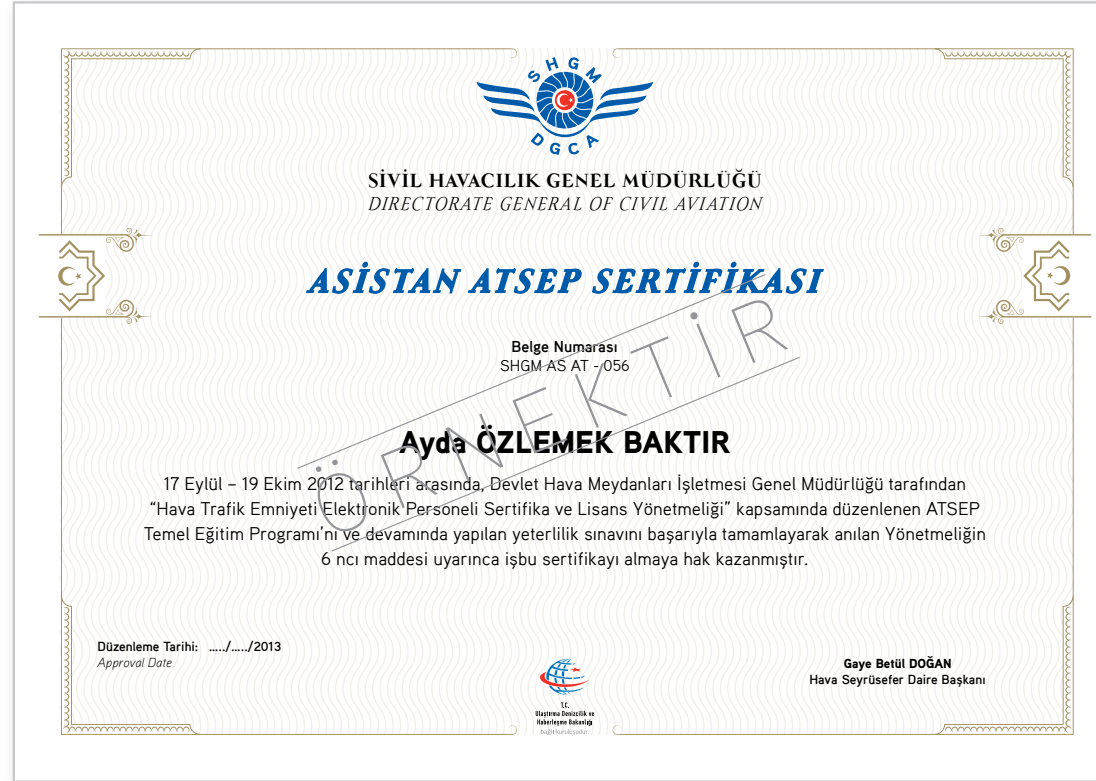 SHGM
DGCA
SİVİL HAVACILIK GENEL MÜDÜRLÜĞÜ
DIRECTORATE GENERAL OF CIVIL AVIATION
ASİSTAN ATSEP SERTİFİKASI
Belge Numarası
SHGM AS AT - 056
ÖRNEKTİR
Ayda ÖZLEMEK BAKTIR
17 Eylül – 19 Ekim 2012 tarihleri arasında, Devlet Hava Meydanları İşletmesi Genel Müdürlüğü tarafından
“Hava Trafik Emniyeti Elektronik Personeli Sertifika ve Lisans Yönetmeliği” kapsamında düzenlenen ATSEP
Temel Eğitim Programı’nı ve devamında yapılan yeterlilik sınavını başarıyla tamamlayarak anılan Yönetmeliğin
6 ncı maddesi uyarınca işbu sertifikayı almaya hak kazanmıştır.
Düzenleme Tarihi: ...../...../2013
Approval Date
Gaye Betül DOĞAN
Hava Seyrüsefer Daire Başkanı
T.C.
Ulaştırma Denizcilik ve
Haberleşme Bakanlığı
bağlı kuruluşudur.